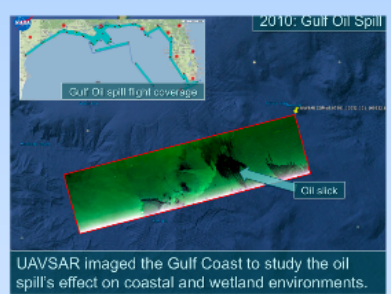 NASA
2010: Gulf Oil Spill
Gulf Oil spill flight coverage
Oil slick
UAVSAR imaged the Gulf Coast to study the oil
spill's effect on coastal and wetland environments.